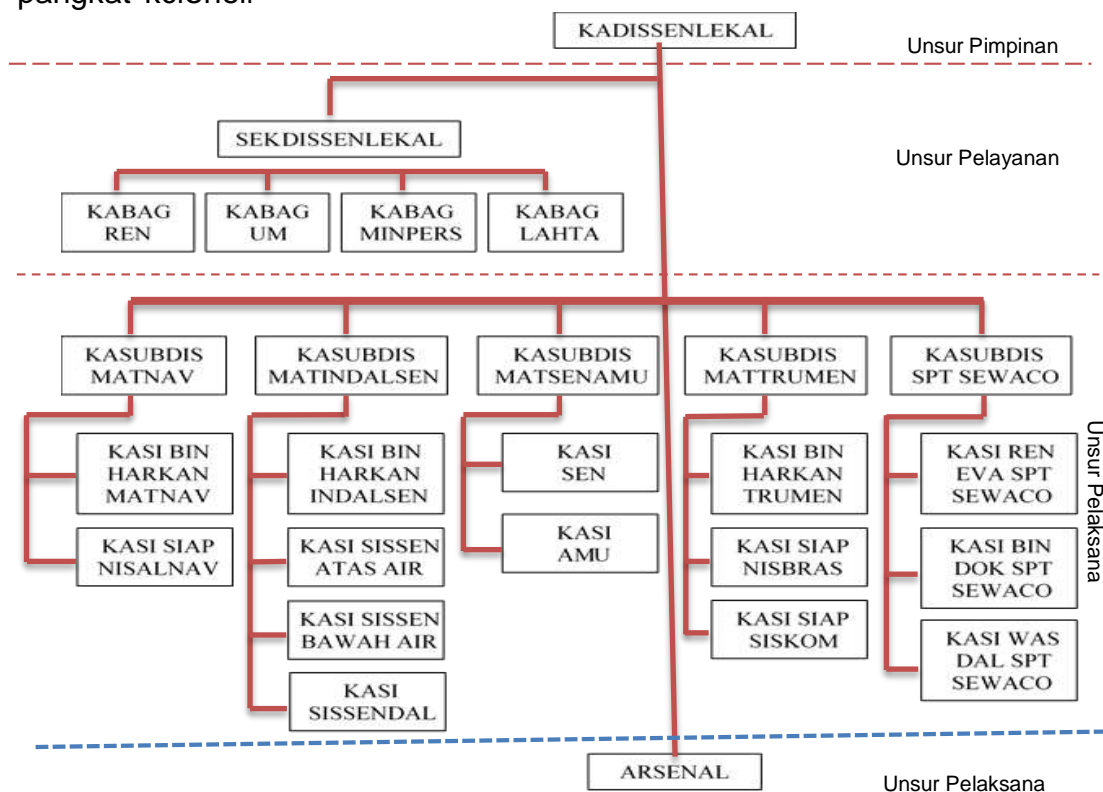 KADISSENLEKAL
Unsur Pimpinan
SEKDISSENLEKAL
Unsur Pelayanan
KABAG
REN
KABAG
UM
KABAG
MINPERS
KABAG
LAHTA
KASUBDIS
MATNAV
KASUBDIS
MATINDALSEN
KASUBDIS
MATSENAMU
KASUBDIS
MATTRUMEN
KASUBDIS
SPT SEWACO
KASI BIN
HARKAN
MATNAV
KASI SIAP
NISALNAV
KASI BIN
HARKAN
INDALSEN
KASI SISSEN
ATAS AIR
KASI SISSEN
BAWAH AIR
KASI
SISSENDAL
KASI
SEN
KASI
AMU
KASI BIN
HARKAN
TRUMEN
KASI SIAP
NISBRAS
KASI SIAP
SISKOM
KASI REN
EVA SPT
SEWACO
KASI BIN
DOK SPT
SEWACO
KASI WAS
DAL SPT
SEWACO
Unsur Pelaksana
ARSENAL
Unsur Pelaksana